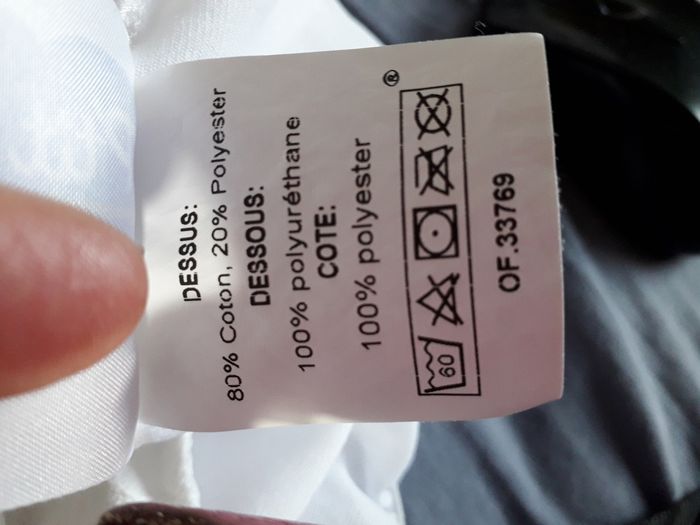 DESSUS:
80% Coton, 20% Polyester
DESSOUS:
100% polyuréthane
COTE:
100% polyester
®
60
OF.33769